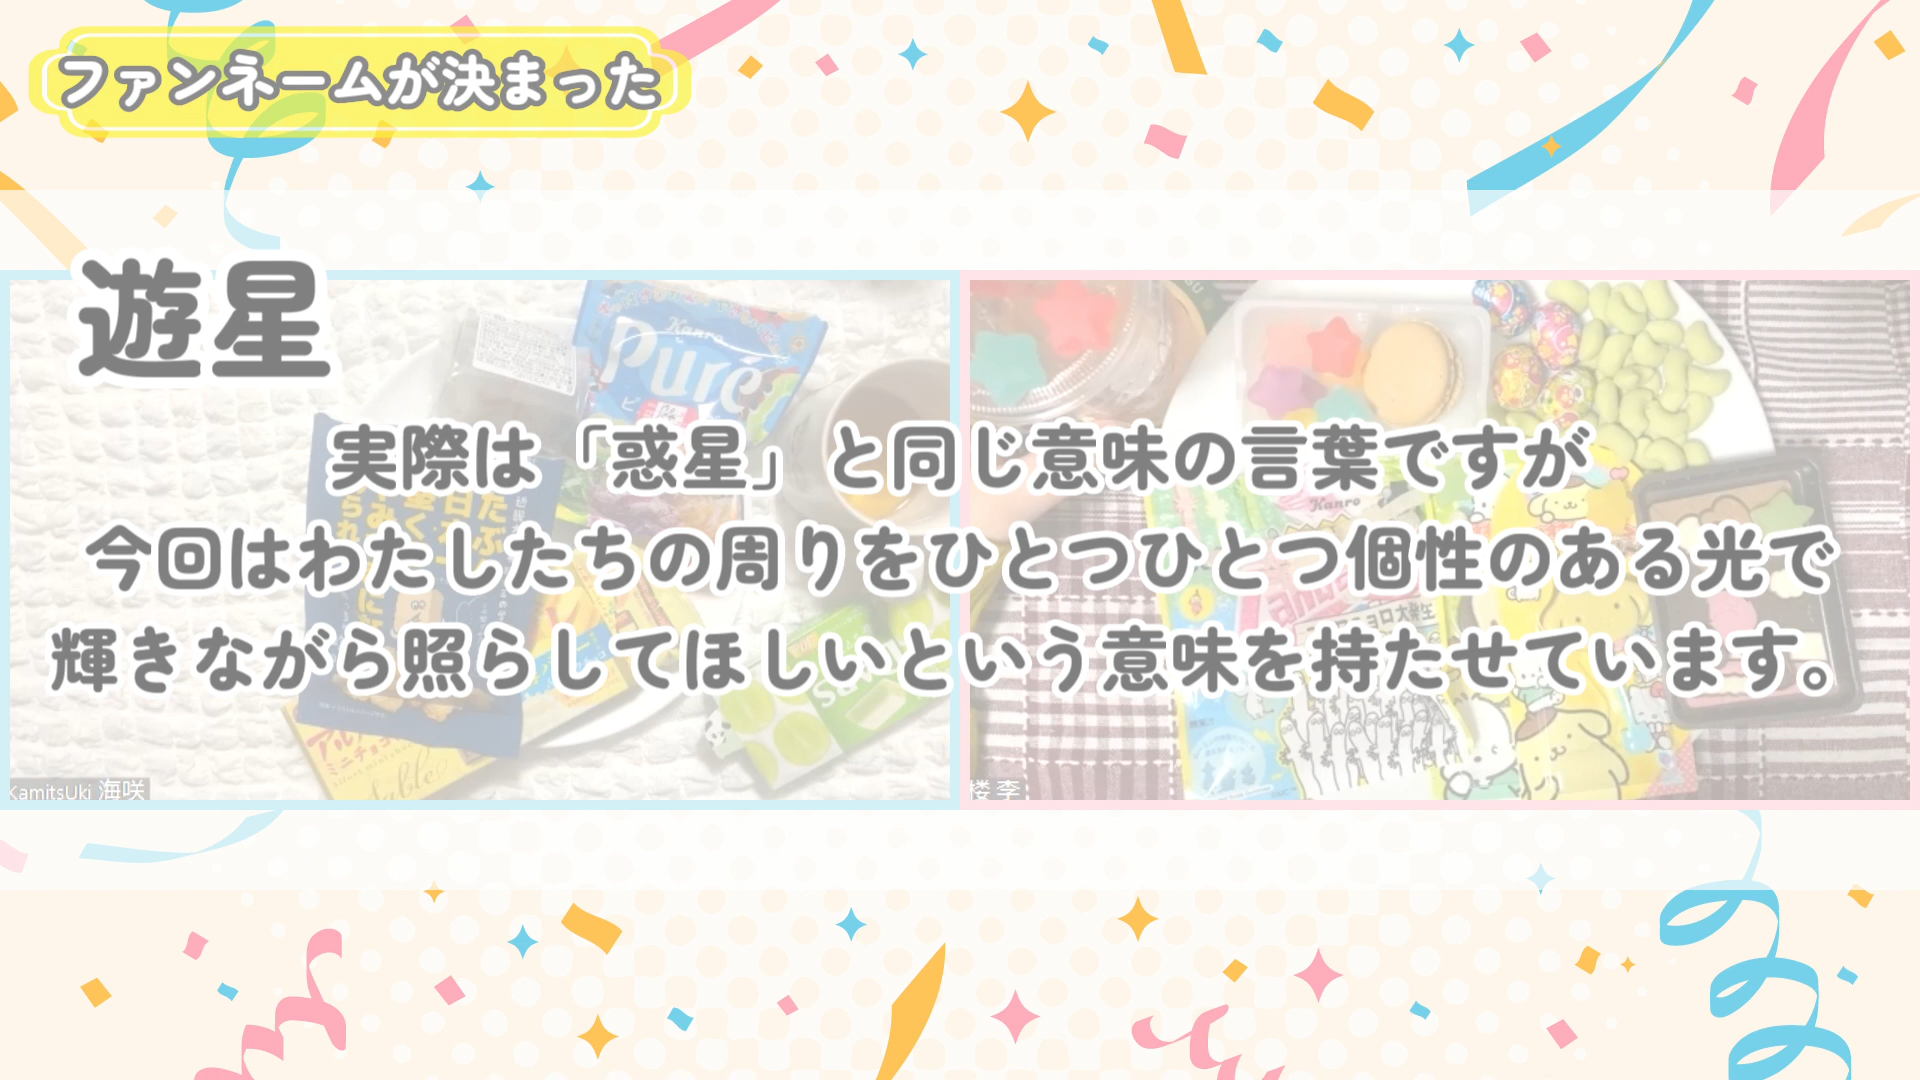 ファンネームが決まった
遊星
実際は「惑星」と同じ意味の言葉ですが
今回はわたしたちの周りをひとつひとつ個性のある光で
輝きながら照らしてほしいという意味を持たせています。
Kanro
Pure
ピ
Kanro
KamitsUki 海咲
楼 李